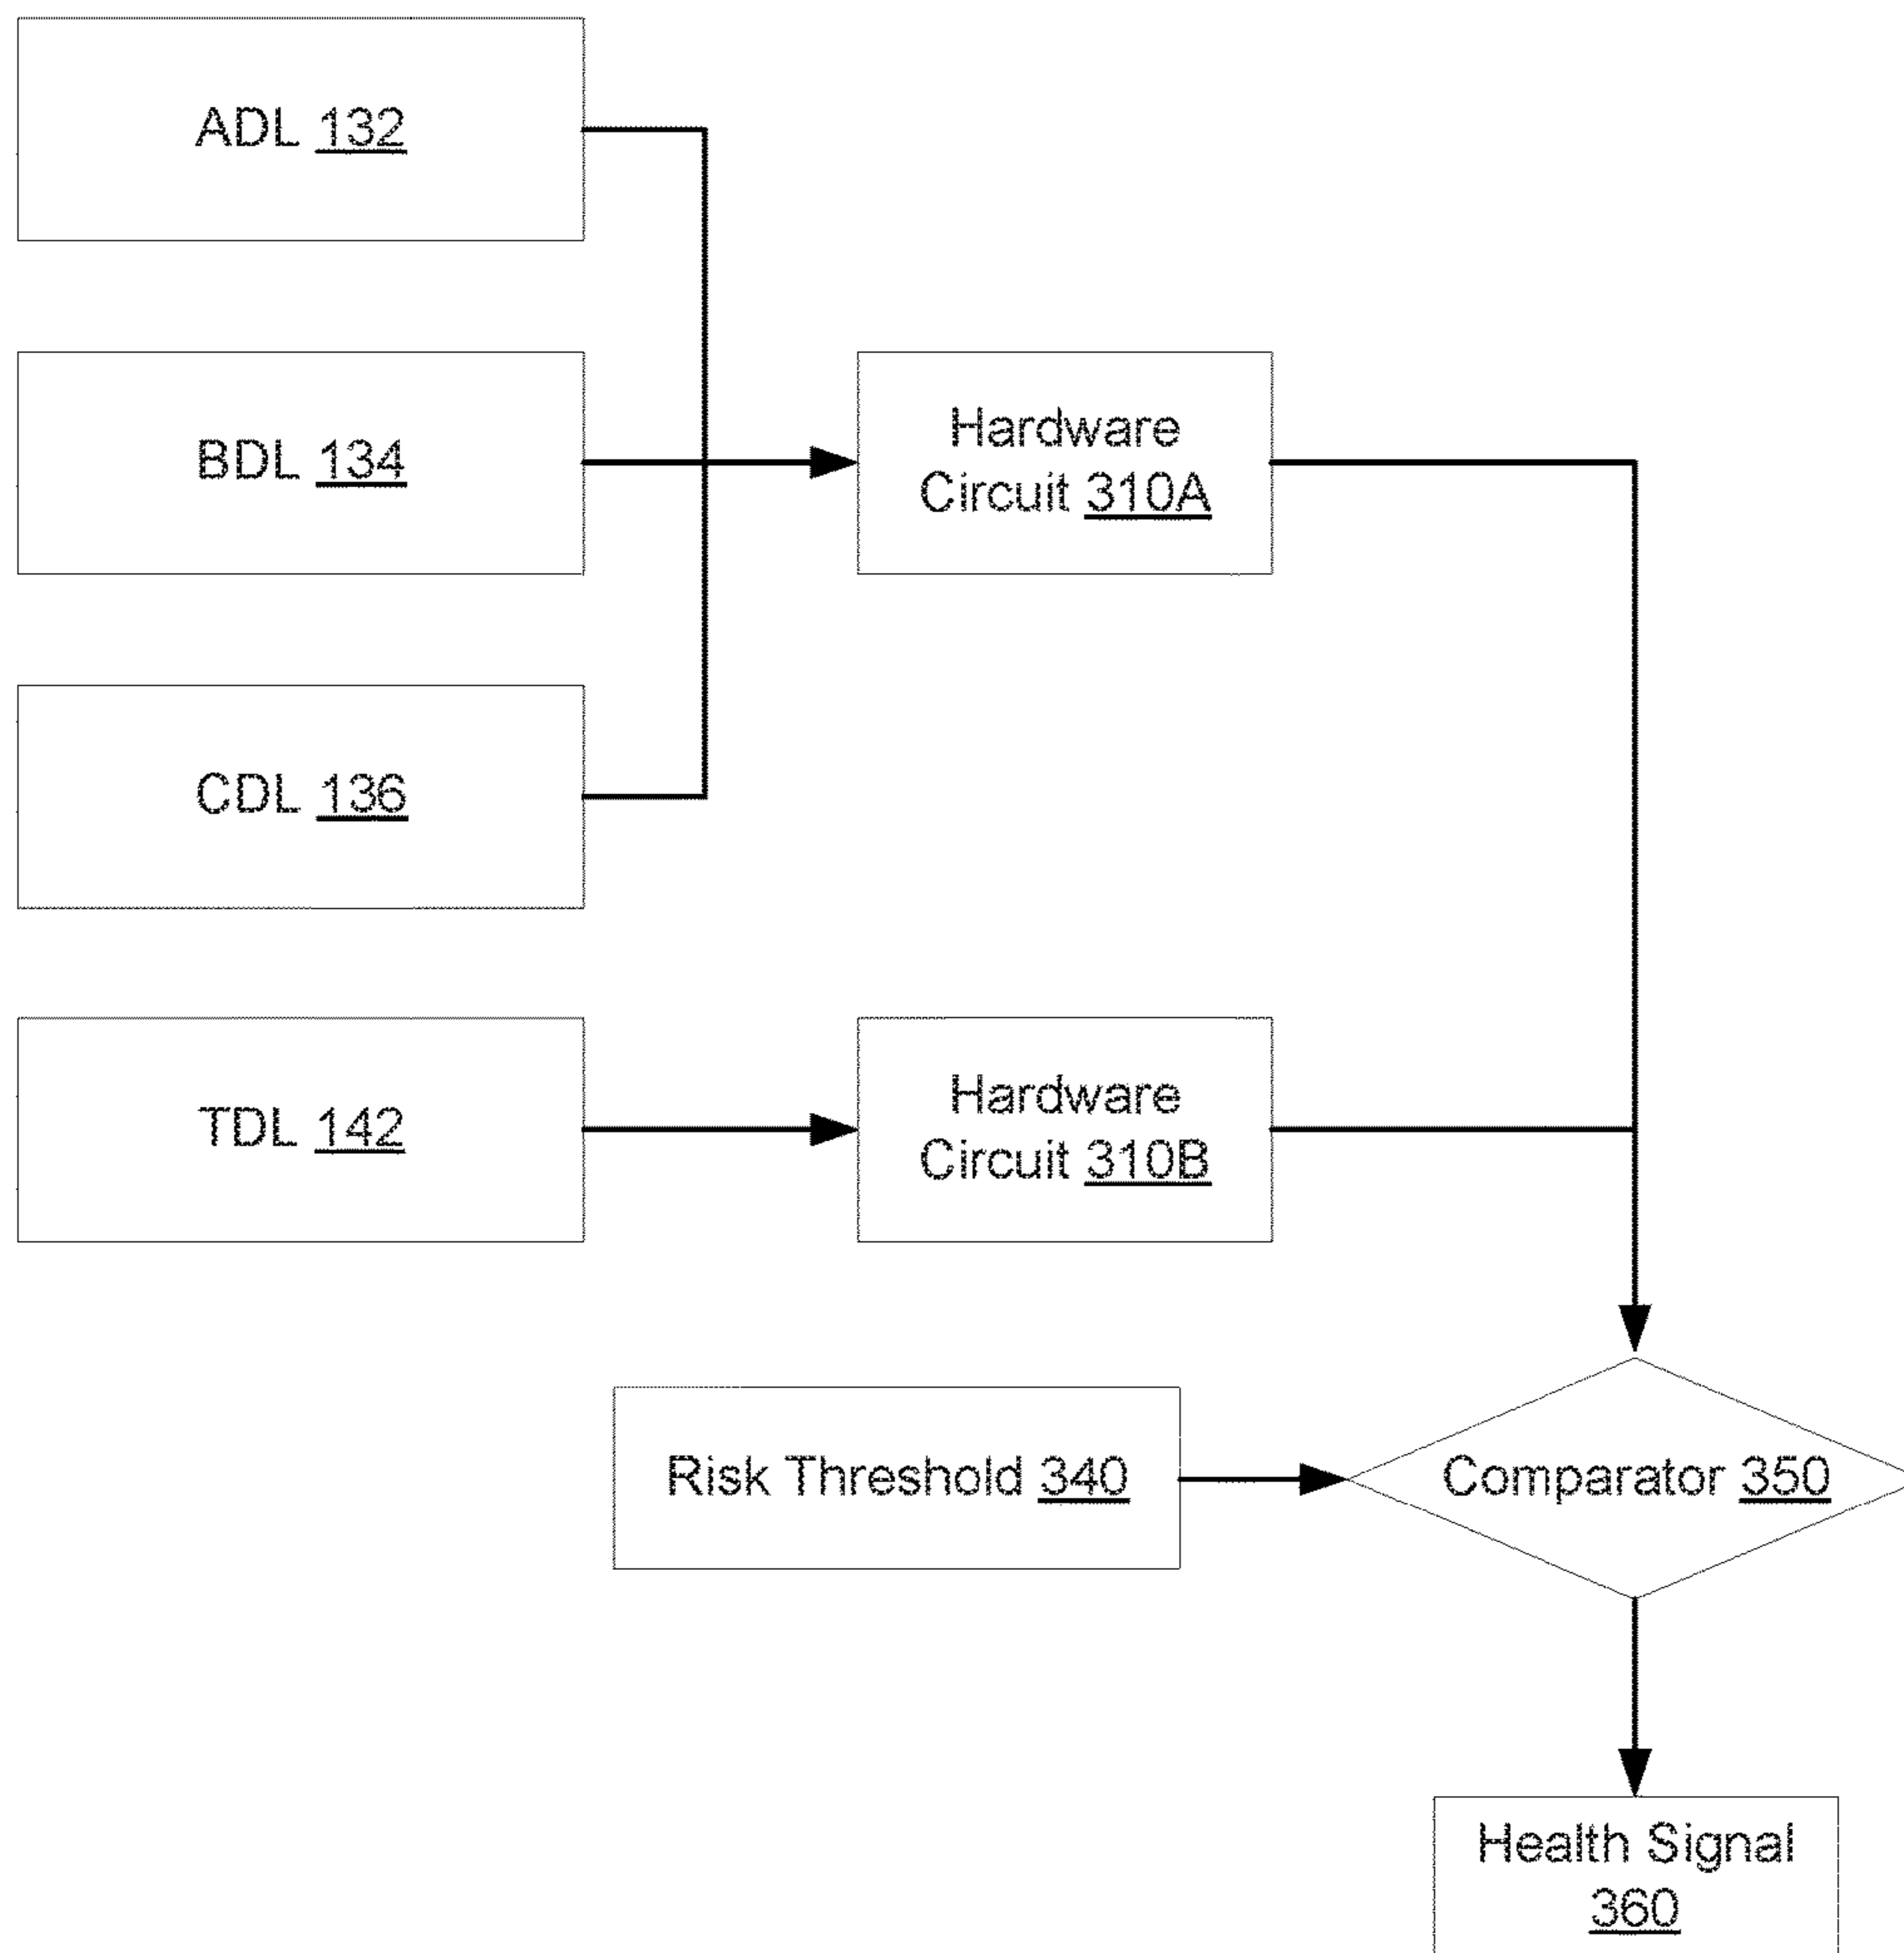 ADL 132
BDL 134
Hardware
Circuit 310A
CDL 136
TDL 142
Hardware
Circuit 310B
Risk Threshold 340
Comparator 350
Health Signal
360